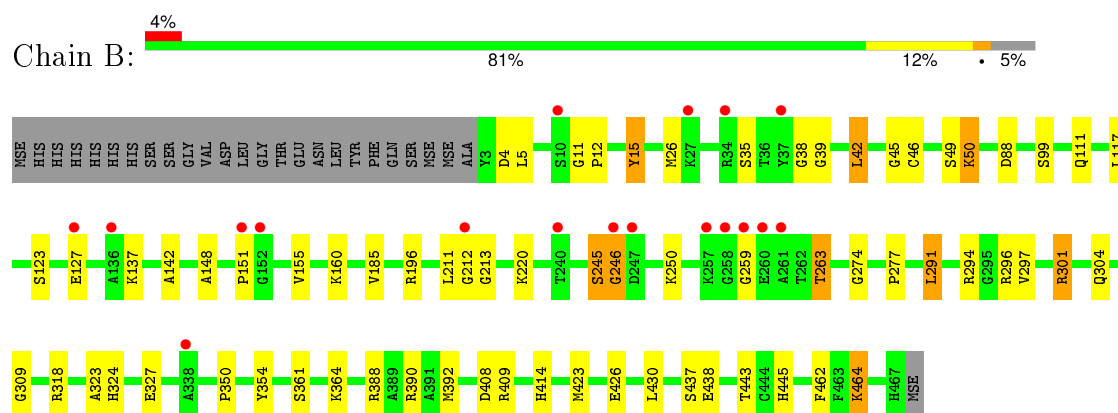 4%
Chain B:
81% 12% • 5%
MSE HIS HIS HIS HIS HIS HIS SER SER GLY VAL ASP LEU GLY THR GLU ASN LEU TYR PHE GLN SER MSE MSE ALA Y3 D4 L5 S10 G11 P12 Y15 M26 K27 R34 S35 T36 Y37 G38 G39 L42 G45 C46 S49 K50 D88 S99 Q111 L117
S123 E127 A136 K137 A142 A148 P151 G152 V155 K160 V185 R196 L211 G212 G213 K220 T240 S245 G246 D247 K250 K257 G258 G259 E260 A261 T262 T263 G274 P277 L291 R294 G295 R296 V297 R301 Q304
G309 R318 A323 H324 E327 A338 P350 Y354 S361 K364 R388 A389 R390 A391 M392 D408 R409 H414 M423 E426 L430 S437 E438 T443 C444 H445 F462 F463 K464 H467 MSE